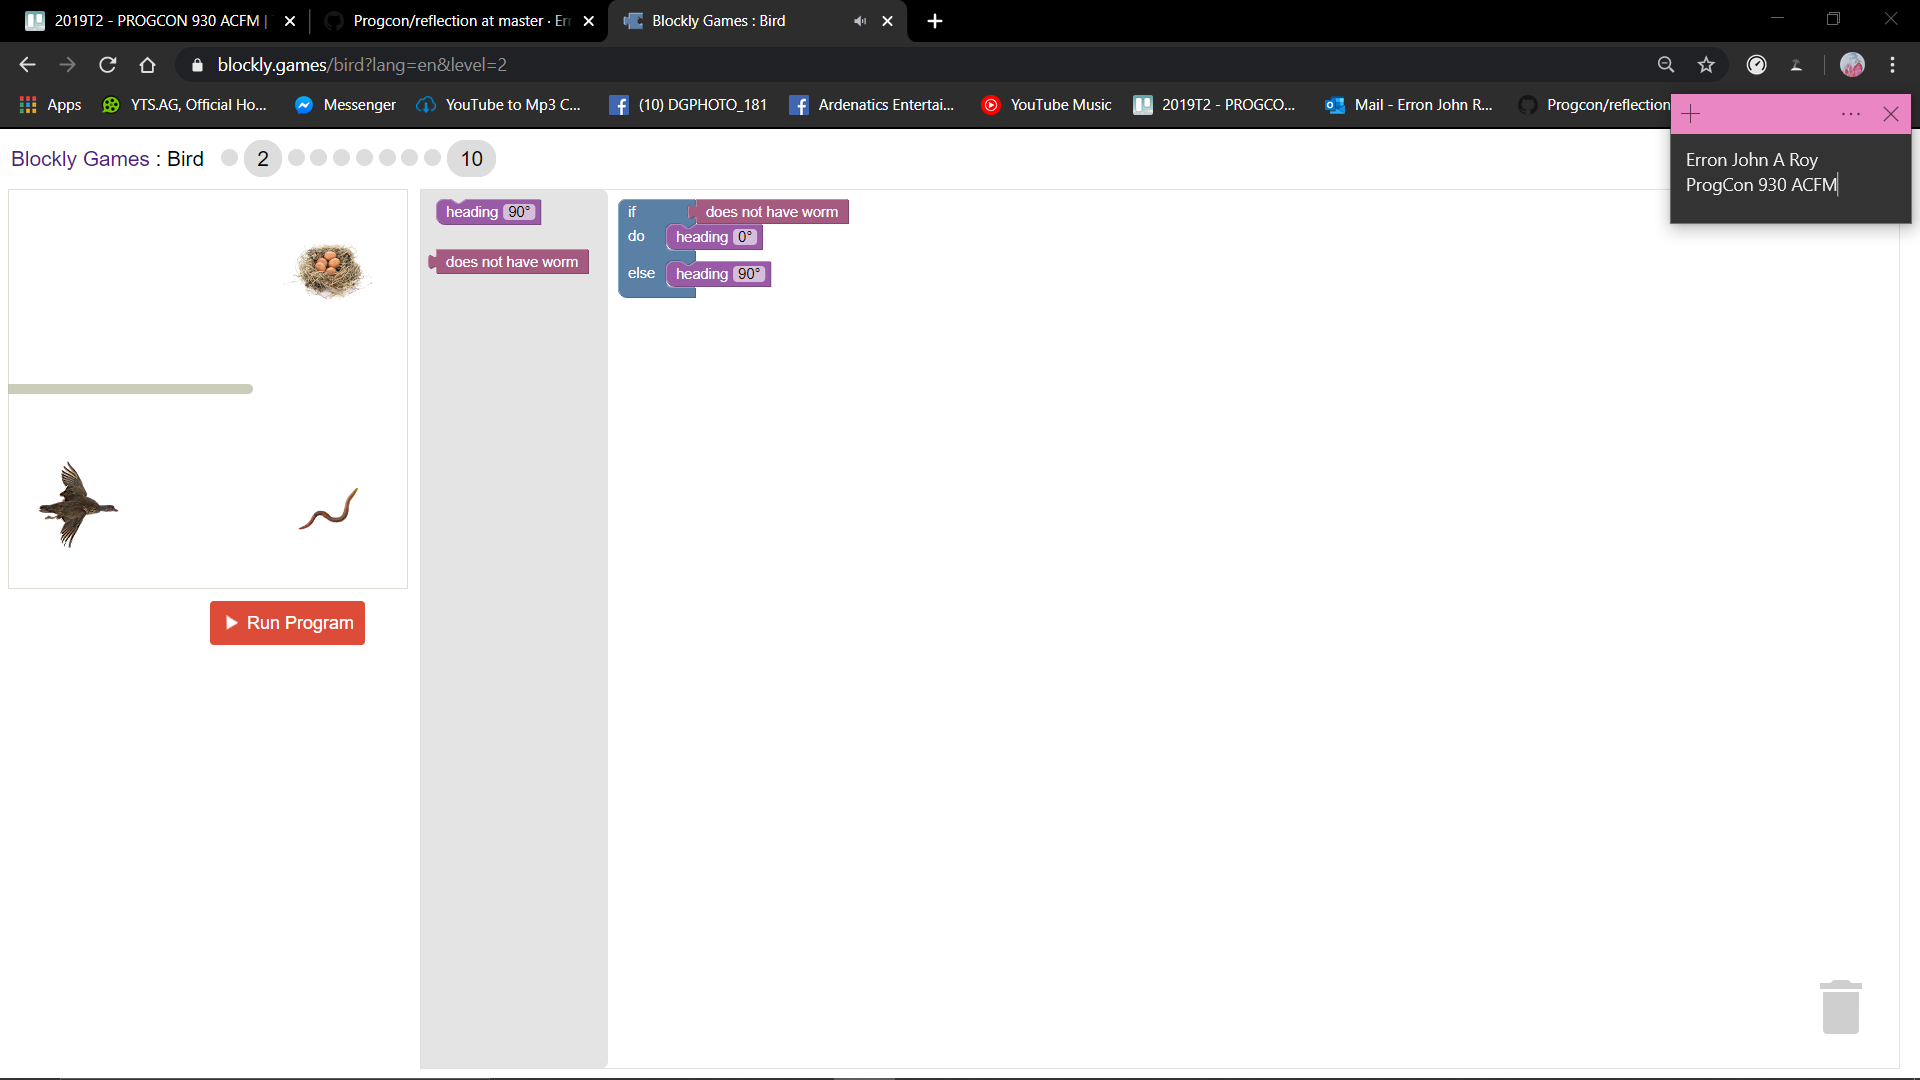 2019T2 - PROGCON 930 ACFM |
Progcon/reflection at master · Err
Blockly Games : Bird
blockly.games/bird?lang=en&level=2
Apps
YTS.AG, Official Ho...
Messenger
YouTube to Mp3 C...
(10) DGPHOTO_181
Ardenatics Entertai...
YouTube Music
2019T2 - PROGCO...
Mail - Erron John R...
Progcon/reflection
Erron John A Roy
ProgCon 930 ACFM
Blockly Games : Bird 2 10
heading 90°
does not have worm
if does not have worm
do heading 0°
else heading 90°
Run Program